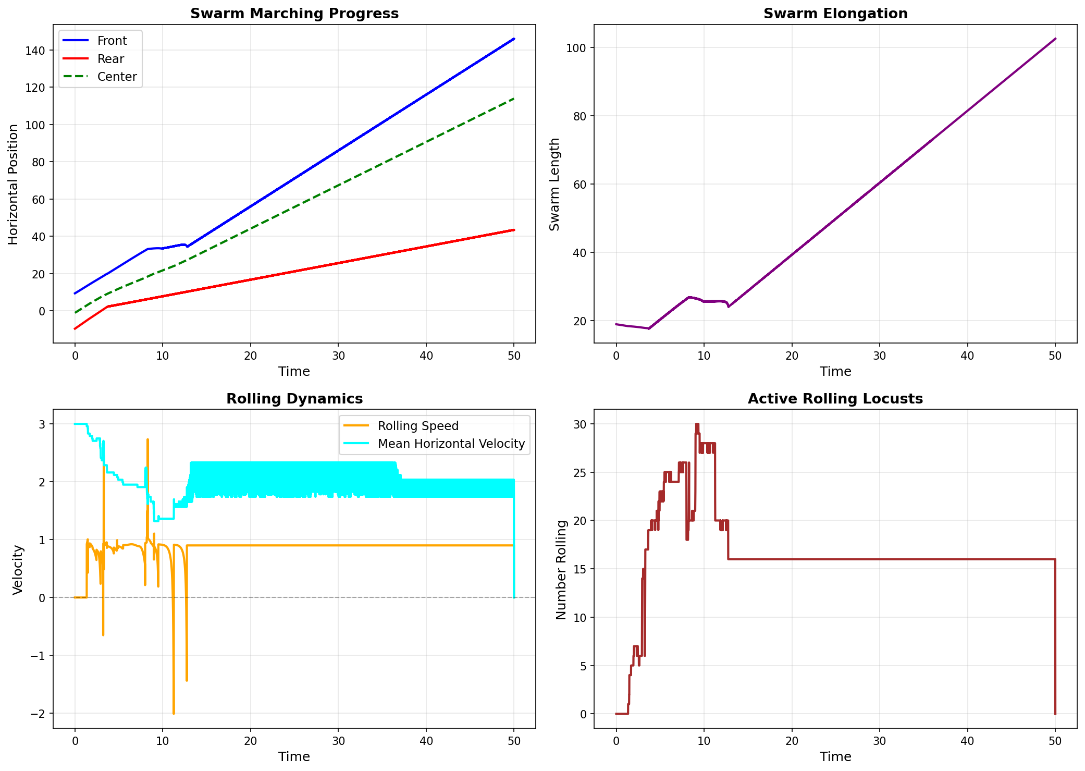 Swarm Marching Progress
Front
Rear
Center
140
120
100
80
60
40
20
0
Horizontal Position
0 10 20 30 40 50
Time
Swarm Elongation
100
80
60
40
20
Swarm Length
0 10 20 30 40 50
Time
Rolling Dynamics
Rolling Speed
Mean Horizontal Velocity
3
2
1
0
−1
−2
Velocity
0 10 20 30 40 50
Time
Active Rolling Locusts
30
25
20
15
10
5
0
Number Rolling
0 10 20 30 40 50
Time